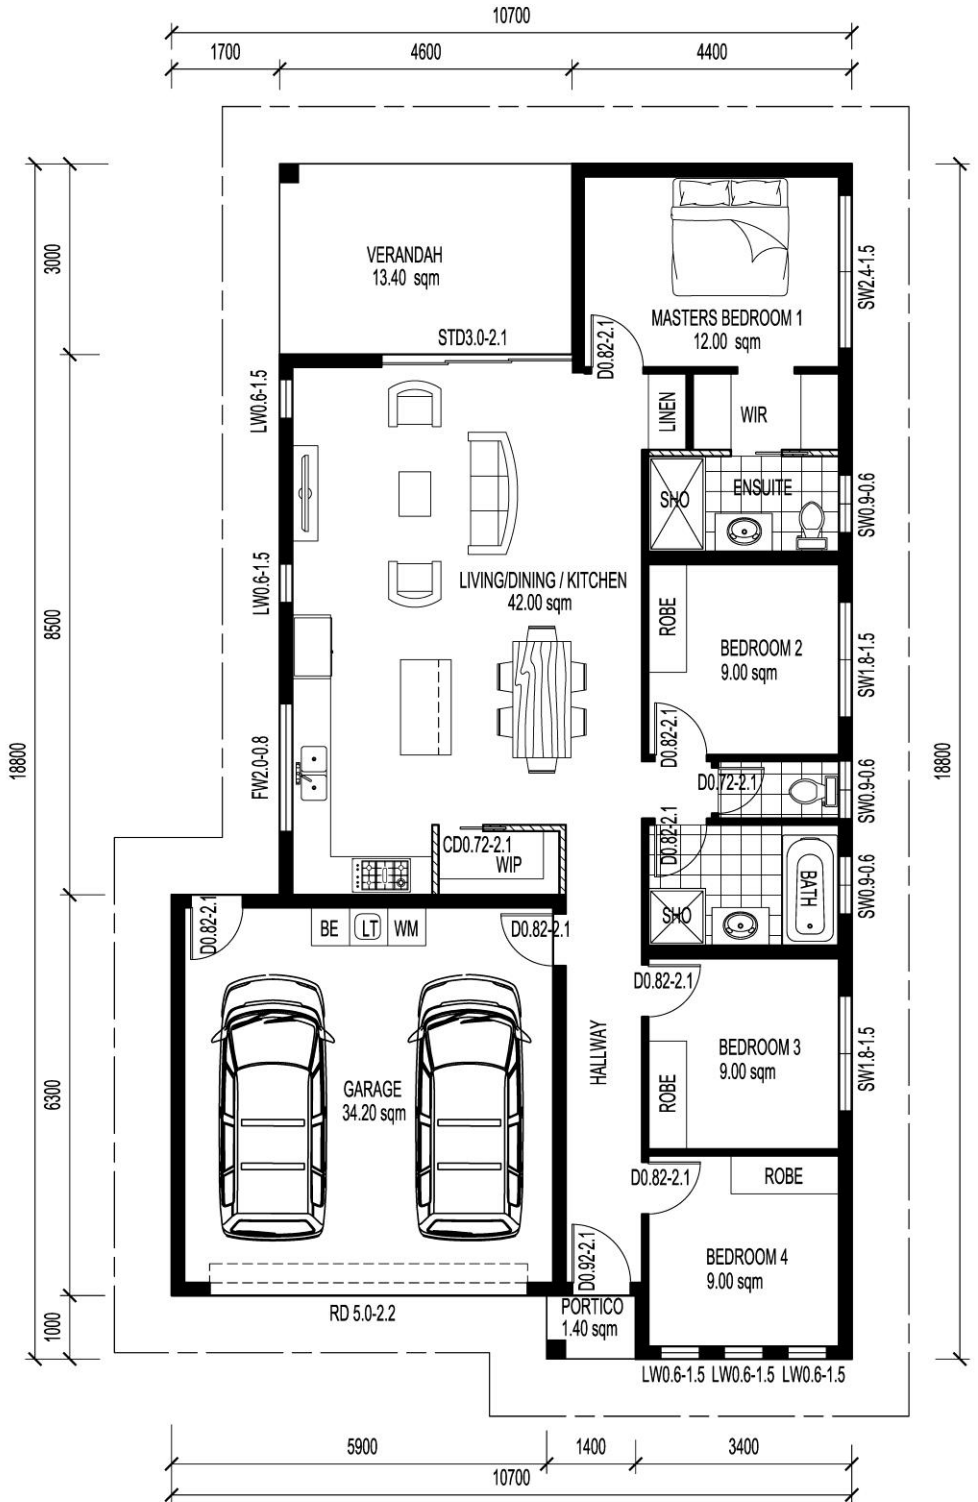 10700
1700
4600
4400
3000
VERANDAH
13.40 sqm
STD3.0-2.1
D0.82-2.1
MASTERS BEDROOM 1
12.00 sqm
SW2.4-1.5
LW0.6-1.5
LINEN
WIR
SHO
ENSUITE
SW0.9-0.6
LW0.6-1.5
LIVING/DINING / KITCHEN
42.00 sqm
8500
ROBE
BEDROOM 2
9.00 sqm
SW1.8-1.5
18800
18800
FW2.0-0.8
D0.82-2.1
D0.72-2.1
SW0.9-0.6
D0.82-2.1
CD0.72-2.1
WIP
BATH
SW0.9-0.6
SHO
D0.82-2.1
BE
LT
WM
D0.82-2.1
D0.82-2.1
HALLWAY
BEDROOM 3
9.00 sqm
SW1.8-1.5
ROBE
6300
GARAGE
34.20 sqm
D0.82-2.1
ROBE
BEDROOM 4
9.00 sqm
D0.92-2.1
RD 5.0-2.2
PORTICO
1.40 sqm
1000
LW0.6-1.5
LW0.6-1.5
LW0.6-1.5
5900
1400
3400
10700